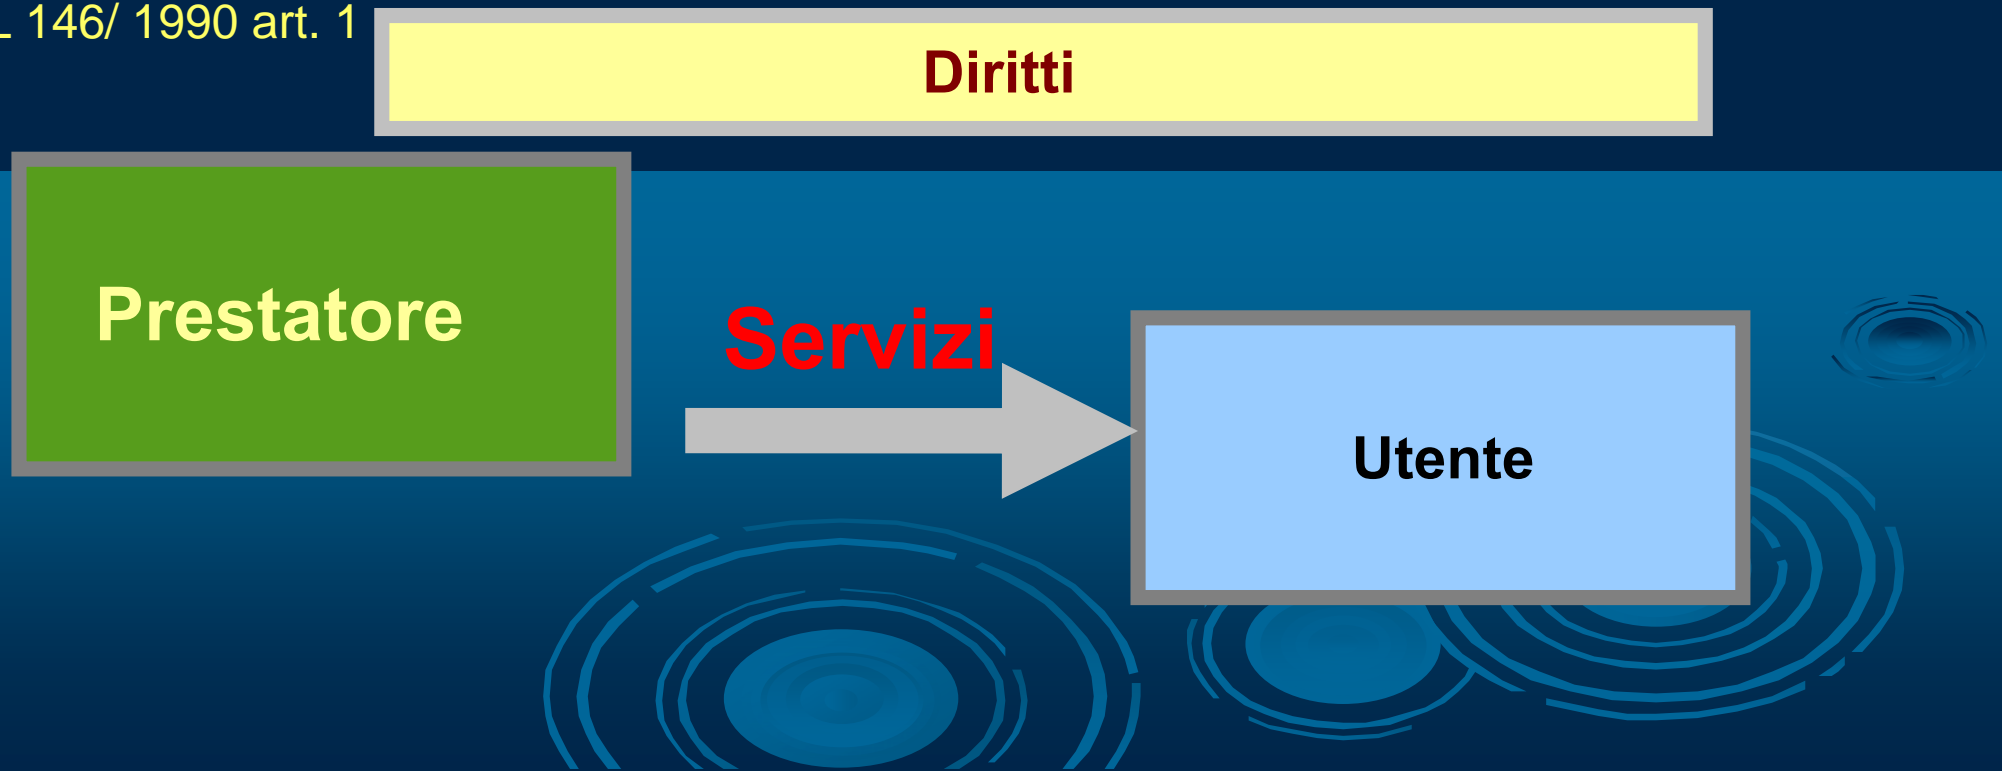 L 146/ 1990 art. 1
Diritti
Prestatore
Servizi
Utente